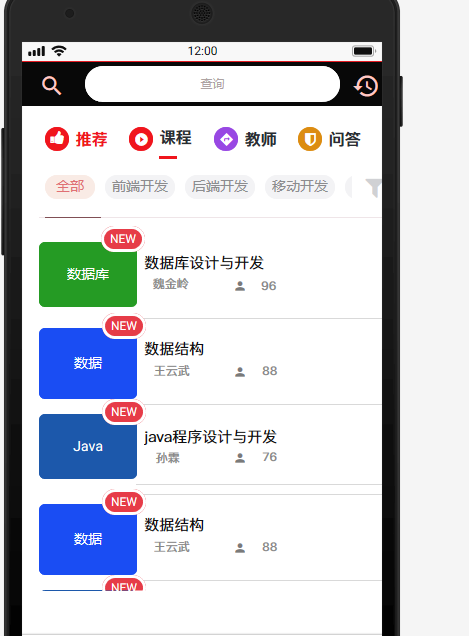 12:00
查询
推荐 课程 教师 问答
全部 前端开发 后端开发 移动开发
NEW
数据库 数据库设计与开发
魏金岭 96
NEW
数据 数据结构
王云武 88
NEW
Java java程序设计与开发
孙霖 76
NEW
数据 数据结构
王云武 88
NEW